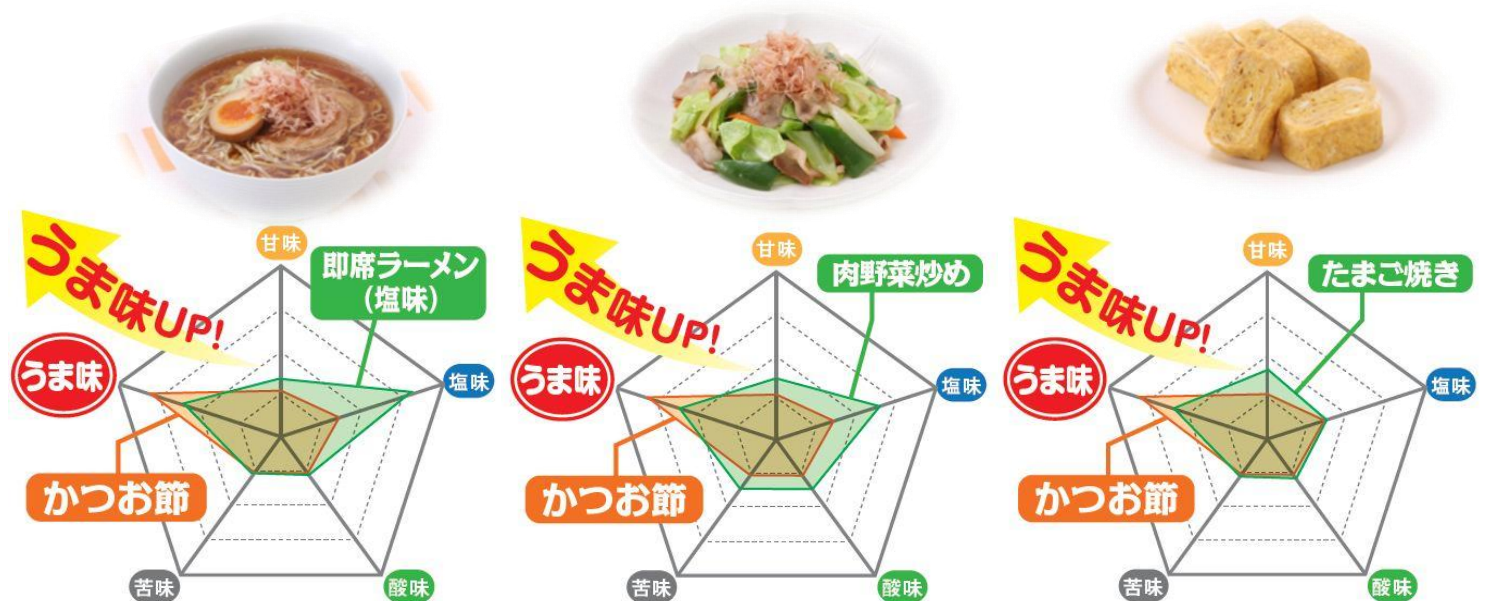 うま味UP!
甘味
即席ラーメン
(塩味)
うま味
塩味
かつお節
苦味
酸味
うま味UP!
甘味
肉野菜炒め
うま味
塩味
かつお節
苦味
酸味
うま味UP!
甘味
たまご焼き
うま味
塩味
かつお節
苦味
酸味